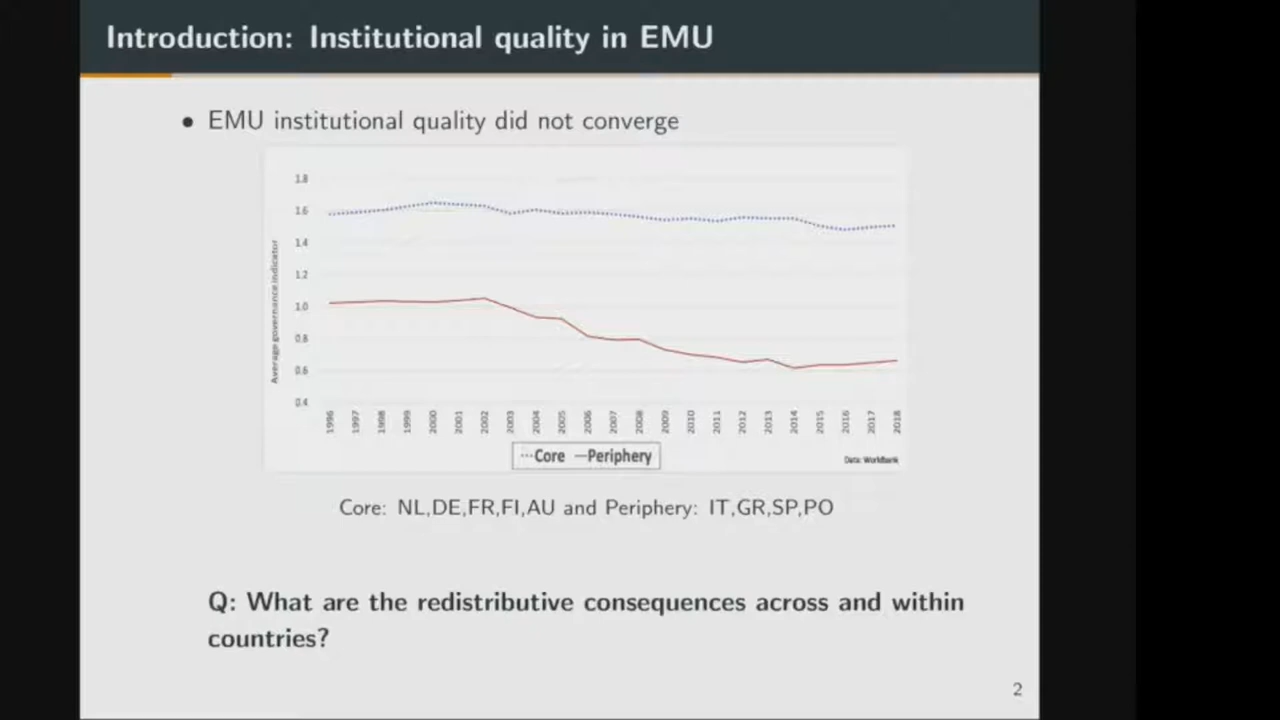 Introduction: Institutional quality in EMU
• EMU institutional quality did not converge
1.8
1.6
1.4
1.2
1.0
0.8
0.6
0.4
Average governance indicator
1996 1997 1998 1999 2000 2001 2002 2003 2004 2005 2006 2007 2008 2009 2010 2011 2012 2013 2014 2015 2016 2017 2018
Core Periphery
Data: Worldbank
Core: NL,DE,FR,FI,AU and Periphery: IT,GR,SP,PO
Q: What are the redistributive consequences across and within
countries?
2